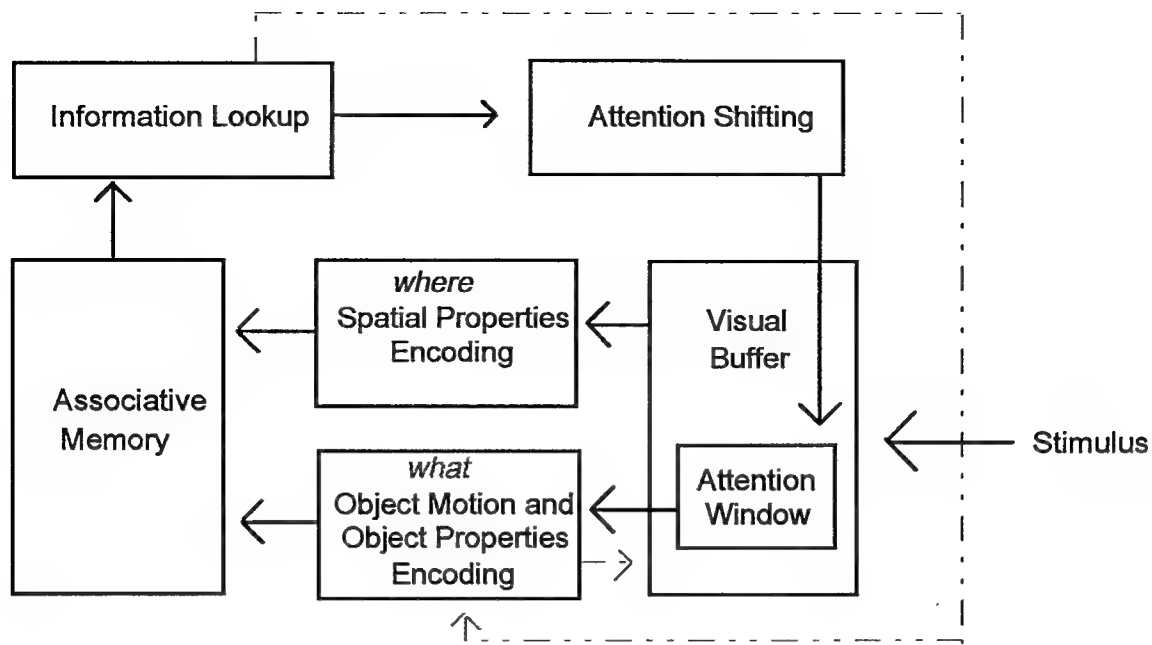 Information Lookup
Attention Shifting
where
Spatial Properties
Encoding
Visual
Buffer
Associative
Memory
Stimulus
what
Object Motion and
Object Properties
Encoding
Attention
Window